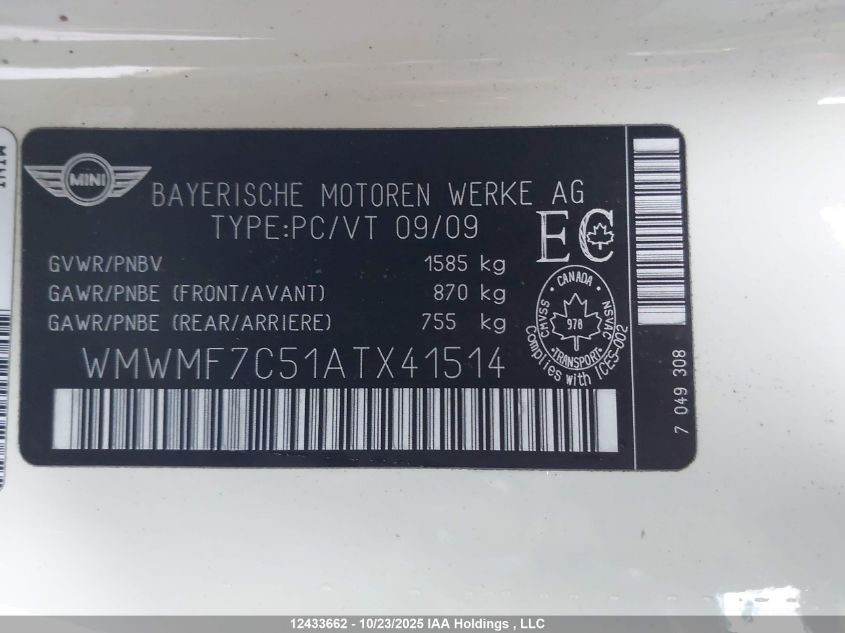 MINI
MINI
BAYERISCHE MOTOREN WERKE AG
TYPE:PC/VT 09/09
EC
GVWR/PNBV 1585 kg
GAWR/PNBE (FRONT/AVANT) 870 kg
GAWR/PNBE (REAR/ARRIERE) 755 kg
CANADA
CMVSS NSVAC
978
TRANSPORT
Complies with ICES-002
WMWMF7C51ATX41514
7 049 308
12433662 - 10/23/2025 IAA Holdings , LLC